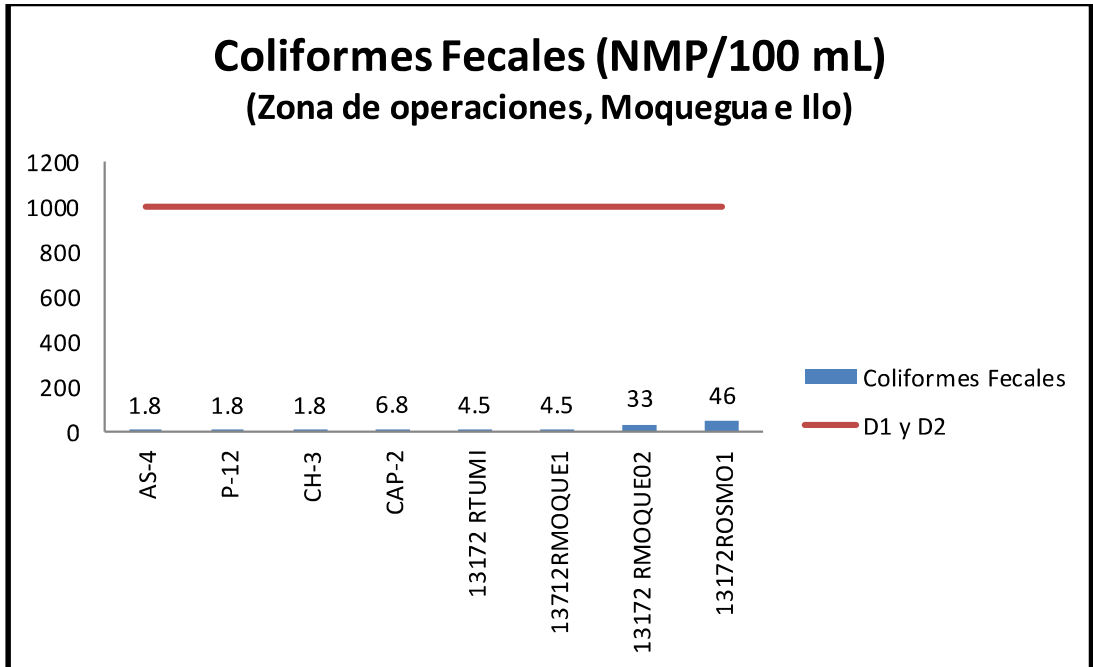 Coliformes Fecales (NMP/100 mL)
(Zona de operaciones, Moquegua e Ilo)
1200
1000
800
600
400
200
0
1.8
1.8
1.8
6.8
4.5
4.5
33
46
AS-4
P-12
CH-3
CAP-2
13172 RTUMI
13712RMOQUE1
13172 RMOQUE02
13172ROSMO1
Coliformes Fecales
D1 y D2